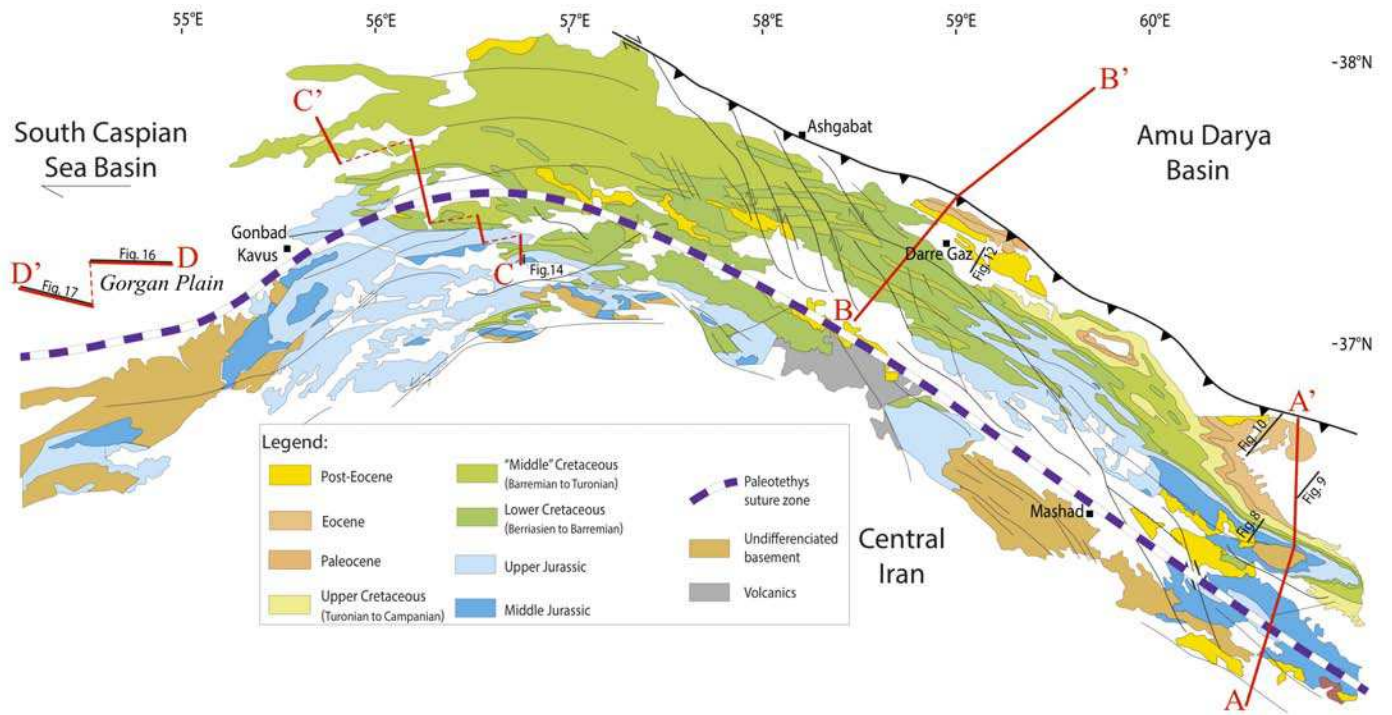 55°E
56°E
57°E
58°E
59°E
60°E
-38°N
B'
C'
South Caspian
Sea Basin
Ashgabat
Amu Darya
Basin
Gonbad
Kavus
Darre Gaz
Fig. 12
Fig. 16
D
D'
Fig. 17
Gorgan Plain
C
Fig.14
B
-37°N
A'
Fig. 10
Fig. 9
Fig. 8
Mashad
Central
Iran
A
Legend:
Post-Eocene
Eocene
Paleocene
Upper Cretaceous
(Turonian to Campanian)
"Middle" Cretaceous
(Barremian to Turonian)
Lower Cretaceous
(Berriasien to Barremian)
Upper Jurassic
Middle Jurassic
Paleotethys
suture zone
Undifferenciated
basement
Volcanics